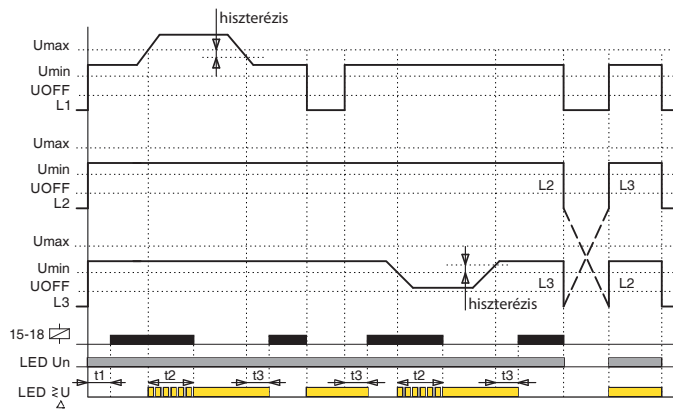 hiszterézis
Umax
Umin
UOFF
L1
Umax
Umin
UOFF
L2
L2
L3
Umax
Umin
UOFF
L3
L3
L2
hiszterézis
15-18
LED Un
t1
t2
t3
t3
t2
t3
LED ≷U